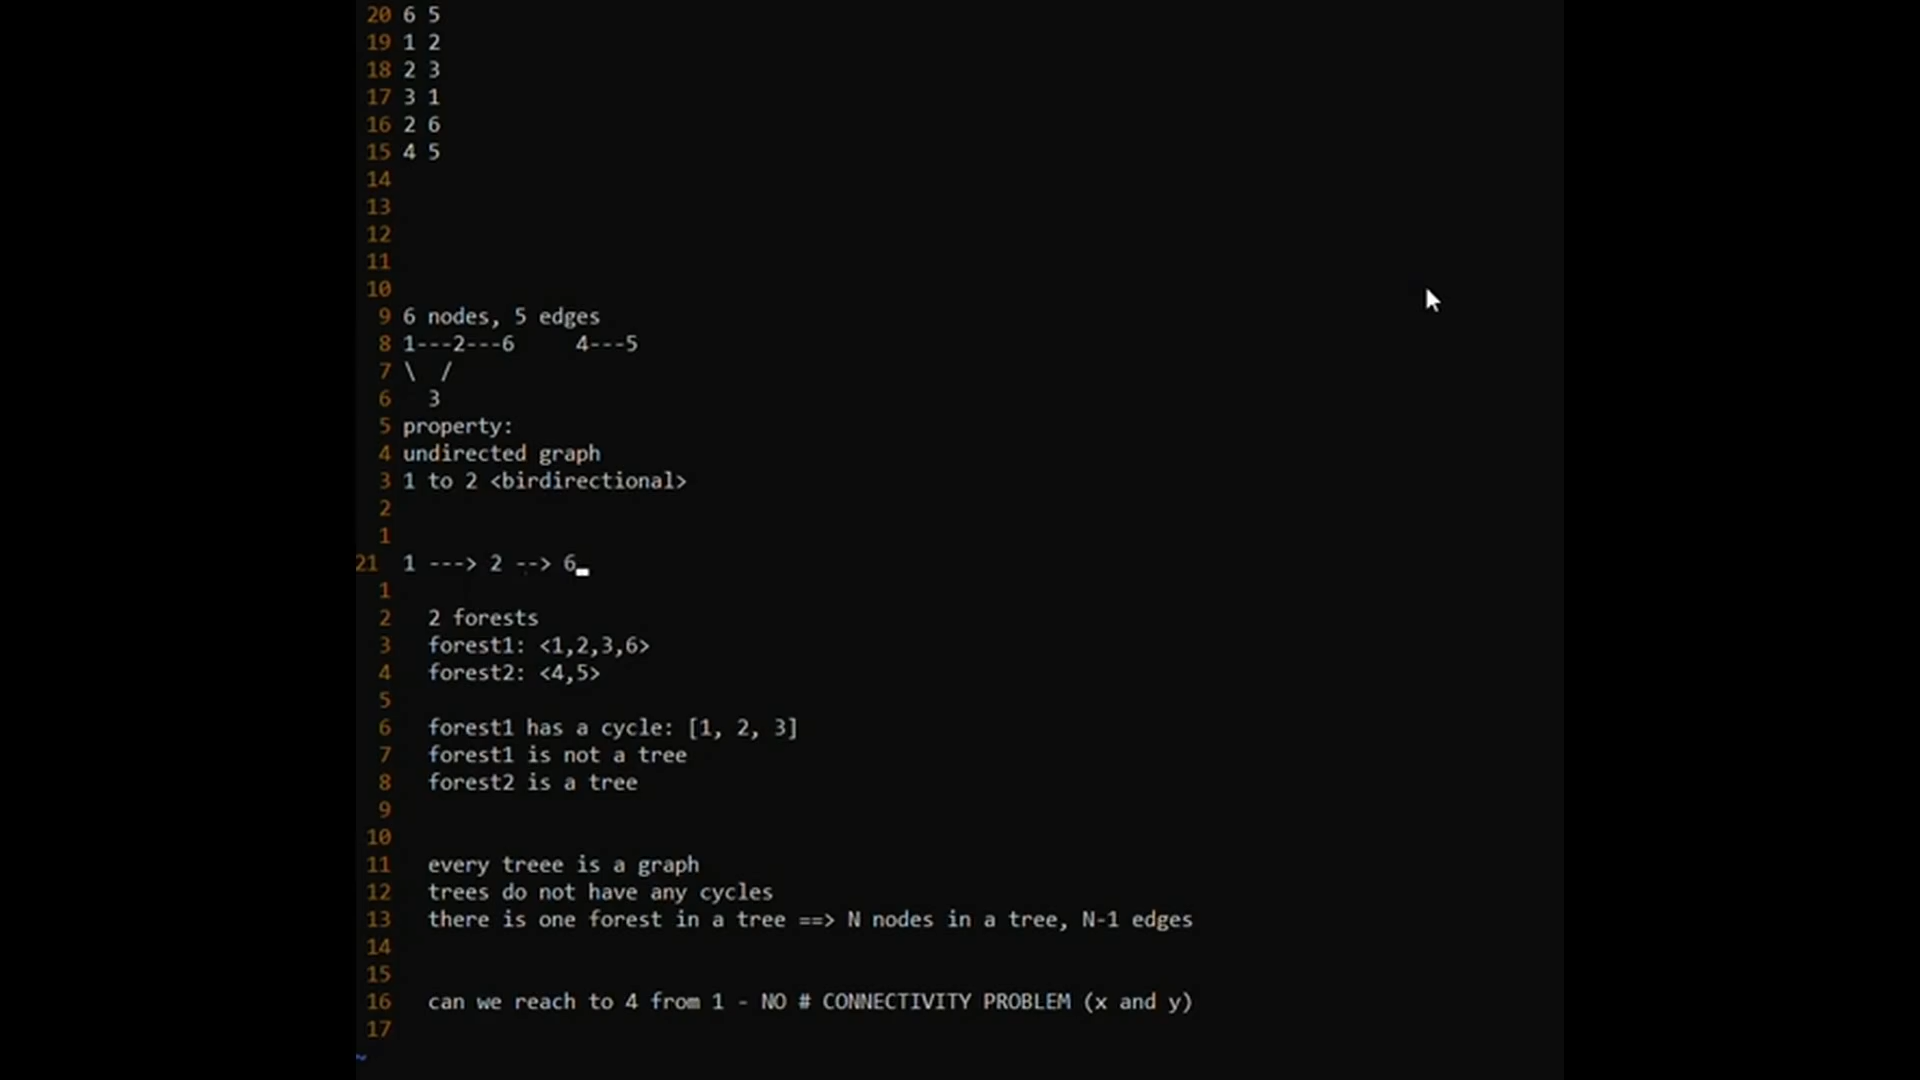 20 6 5
19 1 2
18 2 3
17 3 1
16 2 6
15 4 5
14
13
12
11
10
9 6 nodes, 5 edges
8 1---2---6     4---5
7 \  /
6   3
5 property:
4 undirected graph
3 1 to 2 <birdirectional>
2
1
21 1 ---> 2 --> 6
1
2 2 forests
3 forest1: <1,2,3,6>
4 forest2: <4,5>
5
6 forest1 has a cycle: [1, 2, 3]
7 forest1 is not a tree
8 forest2 is a tree
9
10
11 every treee is a graph
12 trees do not have any cycles
13 there is one forest in a tree ==> N nodes in a tree, N-1 edges
14
15
16 can we reach to 4 from 1 - NO # CONNECTIVITY PROBLEM (x and y)
17
~